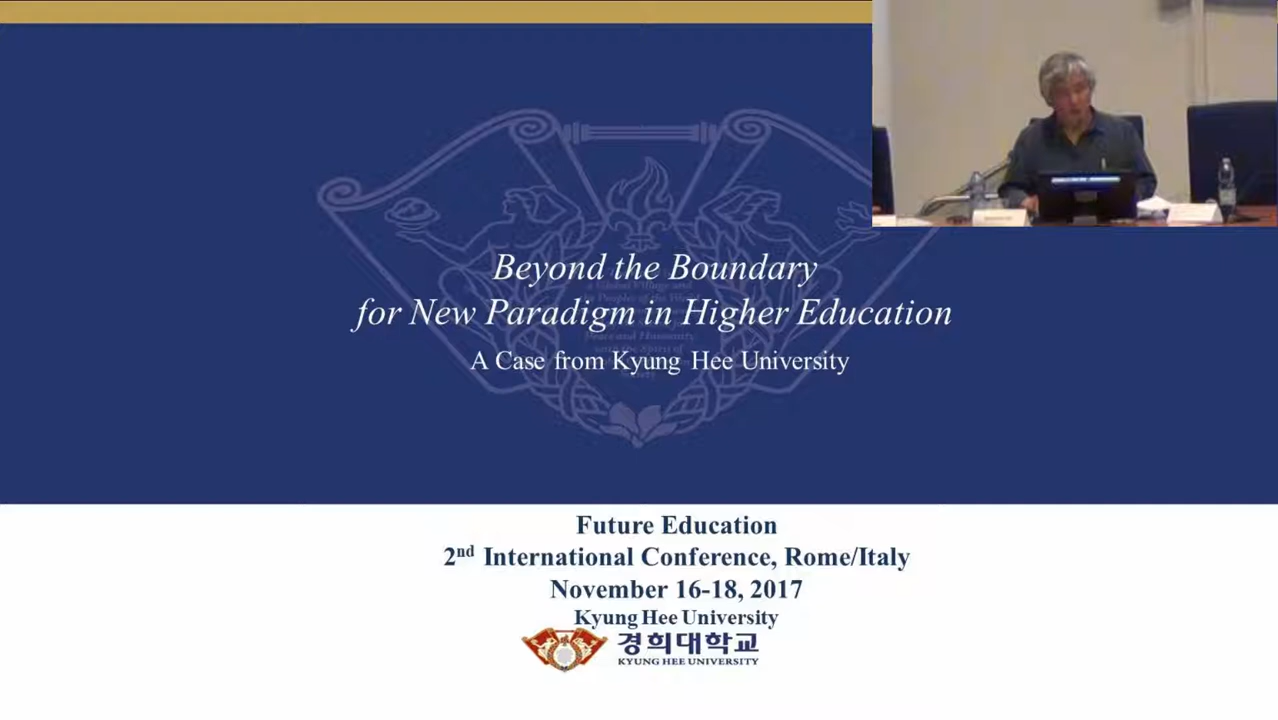 Beyond the Boundary
for New Paradigm in Higher Education
A Case from Kyung Hee University
Future Education
2nd International Conference, Rome/Italy
November 16-18, 2017
Kyung Hee University
경희대학교
KYUNG HEE UNIVERSITY